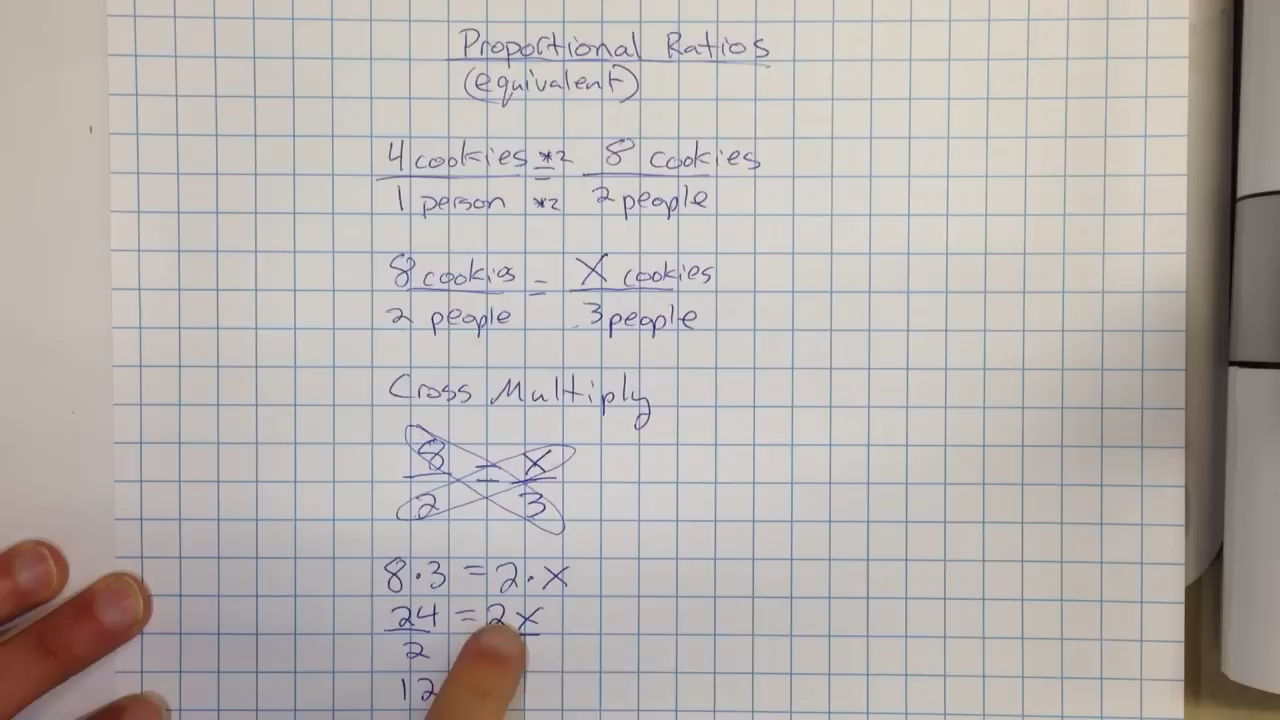 Proportional Ratios
(equivalent)
4 cookies *2 = 8 cookies
1 person *2 2 people
8 cookies = X cookies
2 people 3 people
Cross Multiply
8 = x
2 3
8·3 = 2·x
24 = 2x
2
12